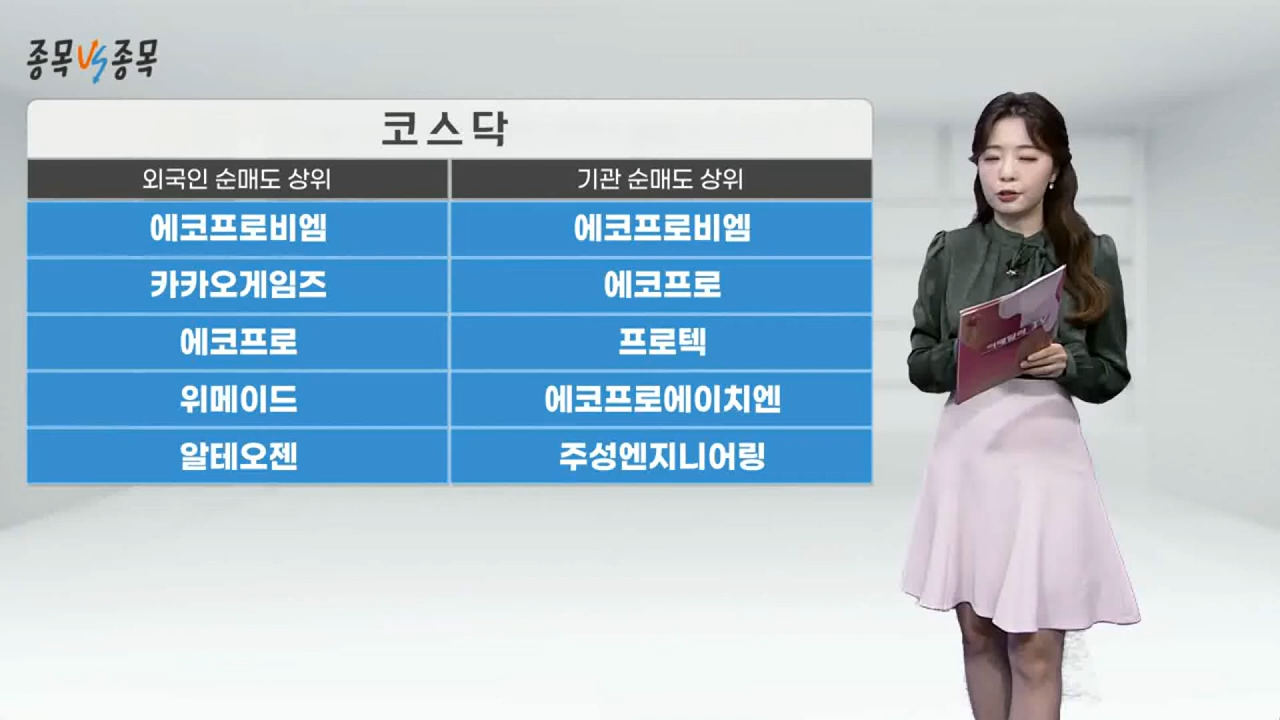 종목VS종목
코스닥
외국인 순매도 상위 기관 순매도 상위
에코프로비엠 에코프로비엠
카카오게임즈 에코프로
에코프로 프로텍
위메이드 에코프로에이치엔
알테오젠 주성엔지니어링